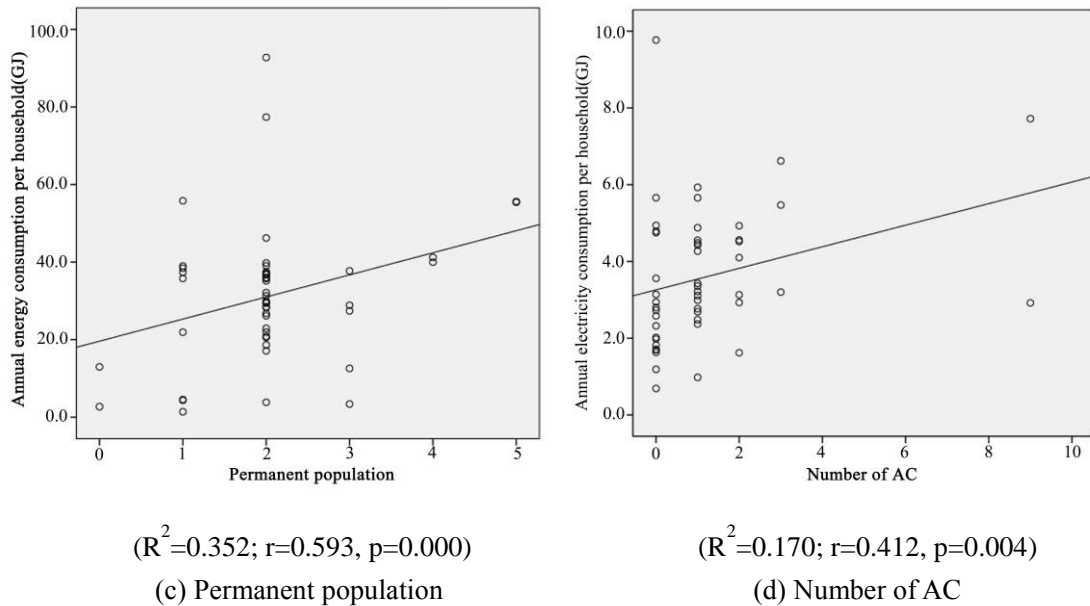 100.0
80.0
60.0
40.0
20.0
0.0
0 1 2 3 4 5
Annual energy consumption per household(GJ)
Permanent population
10.0
8.0
6.0
4.0
2.0
0.0
0 2 4 6 8 10
Annual electricity consumption per household(GJ)
Number of AC
(R²=0.352; r=0.593, p=0.000)
(R²=0.170; r=0.412, p=0.004)
(c) Permanent population
(d) Number of AC